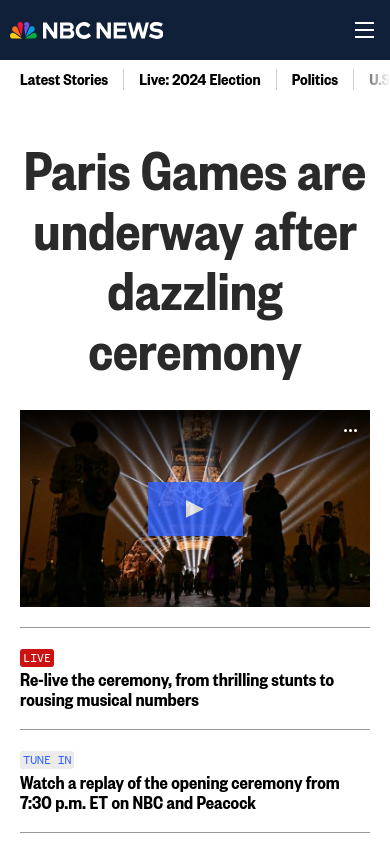 NBC NEWS
Latest Stories
Live: 2024 Election
Politics
Paris Games are
underway after
dazzling
ceremony
LIVE
Re-live the ceremony, from thrilling stunts to
rousing musical numbers
TUNE IN
Watch a replay of the opening ceremony from
7:30 p.m. ET on NBC and Peacock